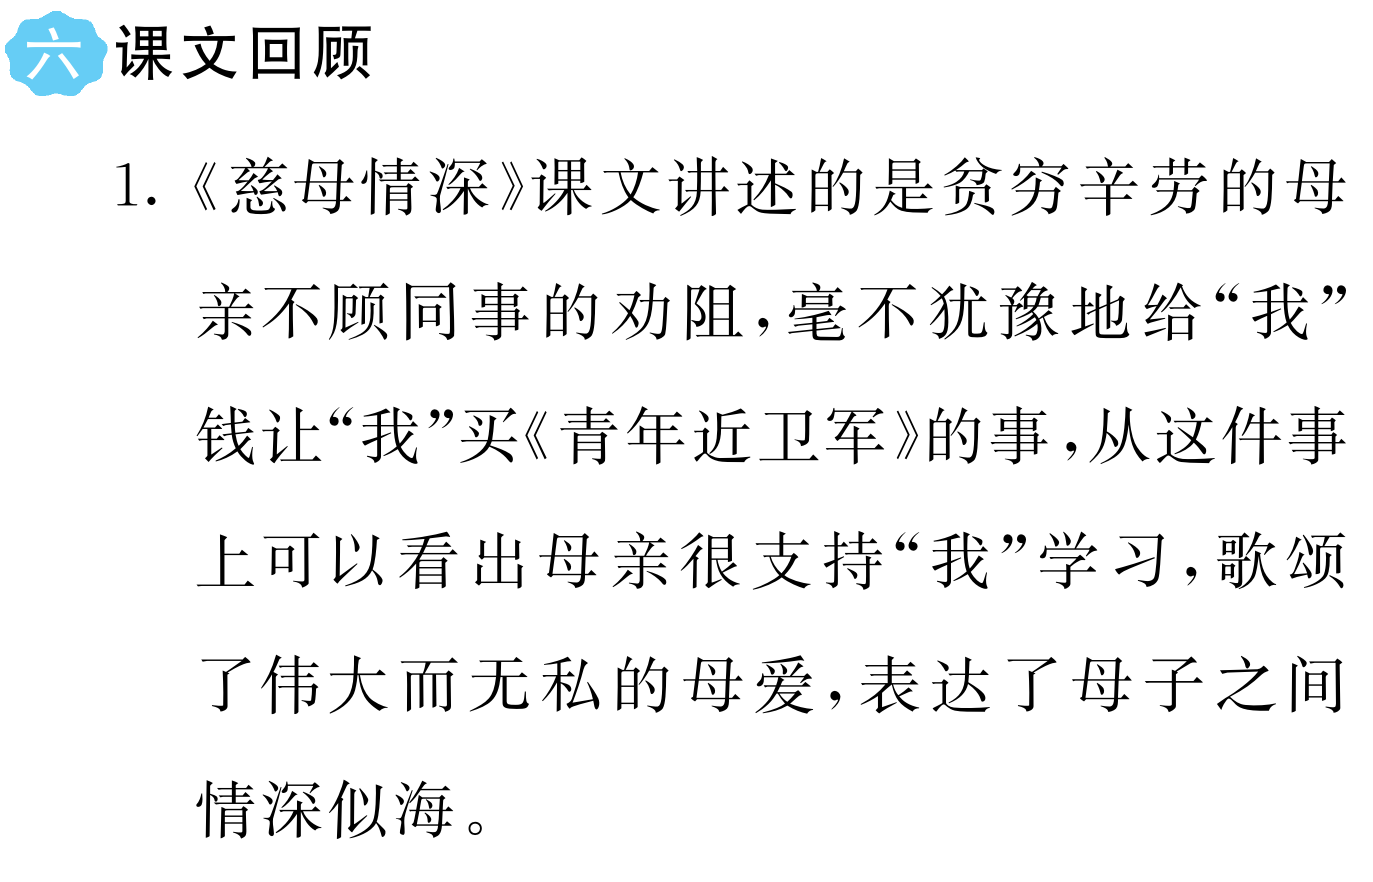 六 课文回顾
1.《慈母情深》课文讲述的是贫穷辛劳的母
亲不顾同事的劝阻,毫不犹豫地给“我”
钱让“我”买《青年近卫军》的事,从这件事
上可以看出母亲很支持“我”学习,歌颂
了伟大而无私的母爱,表达了母子之间
情深似海。